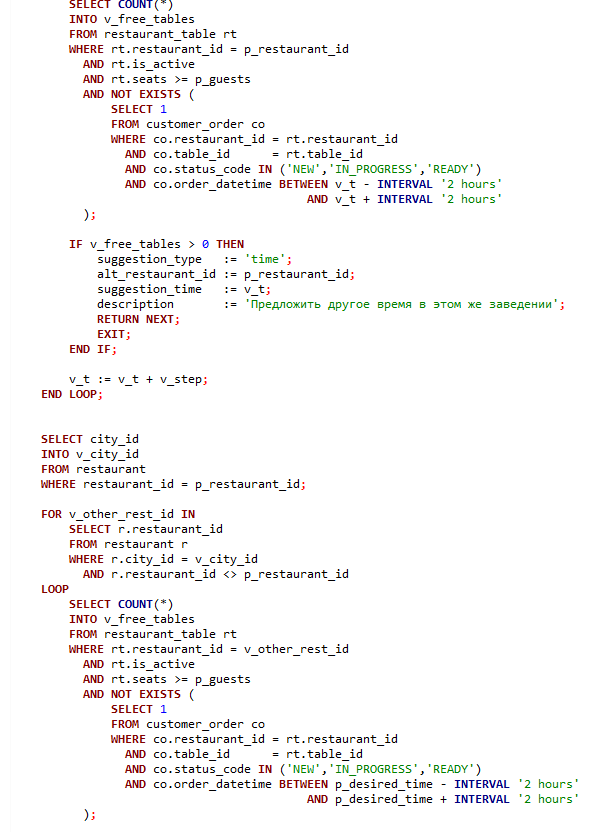 SELECT COUNT(*)
INTO v_free_tables
FROM restaurant_table rt
WHERE rt.restaurant_id = p_restaurant_id
AND rt.is_active
AND rt.seats >= p_guests
AND NOT EXISTS (
SELECT 1
FROM customer_order co
WHERE co.restaurant_id = rt.restaurant_id
AND co.table_id      = rt.table_id
AND co.status_code IN ('NEW','IN_PROGRESS','READY')
AND co.order_datetime BETWEEN v_t - INTERVAL '2 hours'
AND v_t + INTERVAL '2 hours'
);
IF v_free_tables > 0 THEN
suggestion_type   := 'time';
alt_restaurant_id := p_restaurant_id;
suggestion_time   := v_t;
description       := 'Предложить другое время в этом же заведении';
RETURN NEXT;
EXIT;
END IF;
v_t := v_t + v_step;
END LOOP;
SELECT city_id
INTO v_city_id
FROM restaurant
WHERE restaurant_id = p_restaurant_id;
FOR v_other_rest_id IN
SELECT r.restaurant_id
FROM restaurant r
WHERE r.city_id = v_city_id
AND r.restaurant_id <> p_restaurant_id
LOOP
SELECT COUNT(*)
INTO v_free_tables
FROM restaurant_table rt
WHERE rt.restaurant_id = v_other_rest_id
AND rt.is_active
AND rt.seats >= p_guests
AND NOT EXISTS (
SELECT 1
FROM customer_order co
WHERE co.restaurant_id = rt.restaurant_id
AND co.table_id      = rt.table_id
AND co.status_code IN ('NEW','IN_PROGRESS','READY')
AND co.order_datetime BETWEEN p_desired_time - INTERVAL '2 hours'
AND p_desired_time + INTERVAL '2 hours'
);